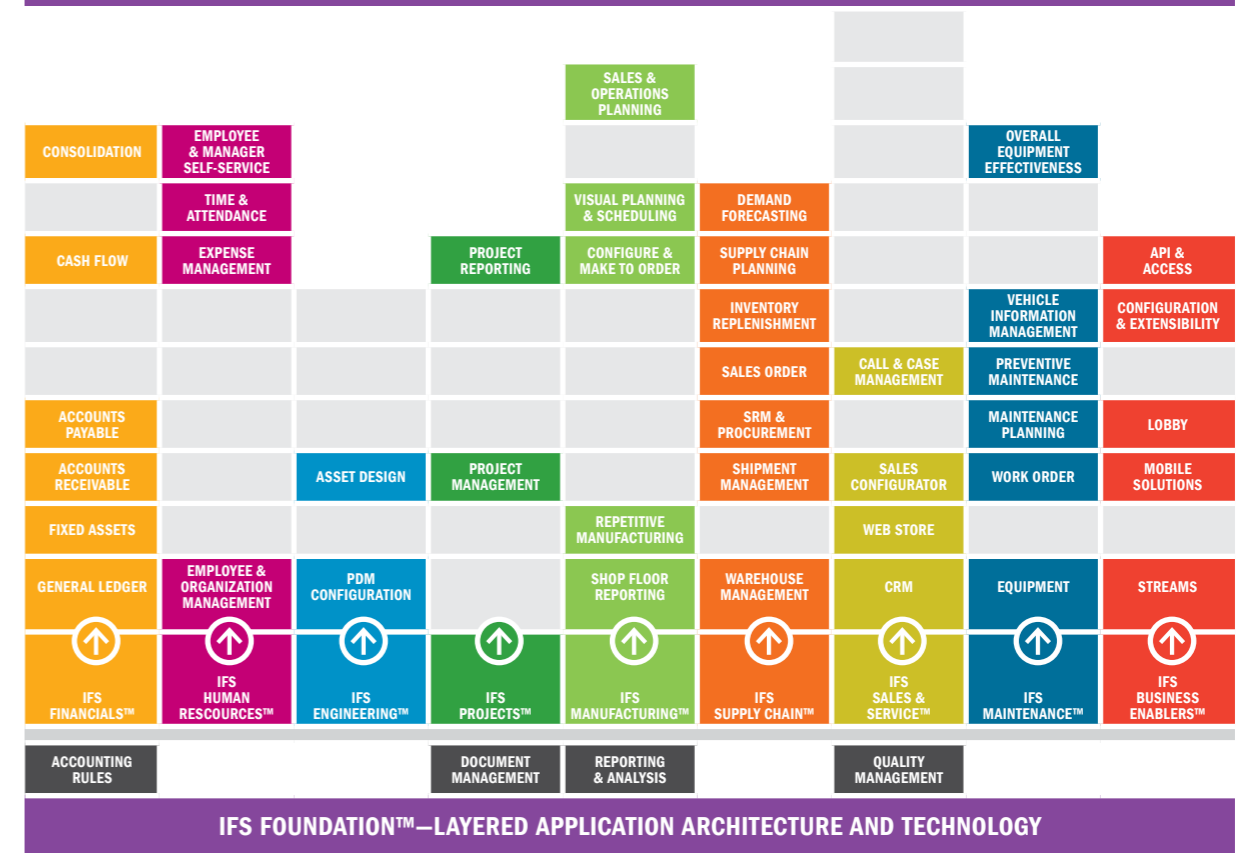 SALES &
OPERATIONS
PLANNING
CONSOLIDATION
EMPLOYEE
& MANAGER
SELF-SERVICE
OVERALL
EQUIPMENT
EFFECTIVENESS
TIME &
ATTENDANCE
VISUAL PLANNING
& SCHEDULING
DEMAND
FORECASTING
CASH FLOW
EXPENSE
MANAGEMENT
PROJECT
REPORTING
CONFIGURE &
MAKE TO ORDER
SUPPLY CHAIN
PLANNING
API &
ACCESS
INVENTORY
REPLENISHMENT
VEHICLE
INFORMATION
MANAGEMENT
CONFIGURATION
& EXTENSIBILITY
SALES ORDER
CALL & CASE
MANAGEMENT
PREVENTIVE
MAINTENANCE
ACCOUNTS
PAYABLE
SRM &
PROCUREMENT
MAINTENANCE
PLANNING
LOBBY
ACCOUNTS
RECEIVABLE
ASSET DESIGN
PROJECT
MANAGEMENT
SHIPMENT
MANAGEMENT
SALES
CONFIGURATOR
WORK ORDER
MOBILE
SOLUTIONS
FIXED ASSETS
REPETITIVE
MANUFACTURING
WEB STORE
GENERAL LEDGER
EMPLOYEE &
ORGANIZATION
MANAGEMENT
PDM
CONFIGURATION
SHOP FLOOR
REPORTING
WAREHOUSE
MANAGEMENT
CRM
EQUIPMENT
STREAMS
IFS
FINANCIALS™
IFS
HUMAN
RESCOURCES™
IFS
ENGINEERING™
IFS
PROJECTS™
IFS
MANUFACTURING™
IFS
SUPPLY CHAIN™
IFS
SALES &
SERVICE™
IFS
MAINTENANCE™
IFS
BUSINESS
ENABLERS™
ACCOUNTING
RULES
DOCUMENT
MANAGEMENT
REPORTING
& ANALYSIS
QUALITY
MANAGEMENT
IFS FOUNDATION™—LAYERED APPLICATION ARCHITECTURE AND TECHNOLOGY